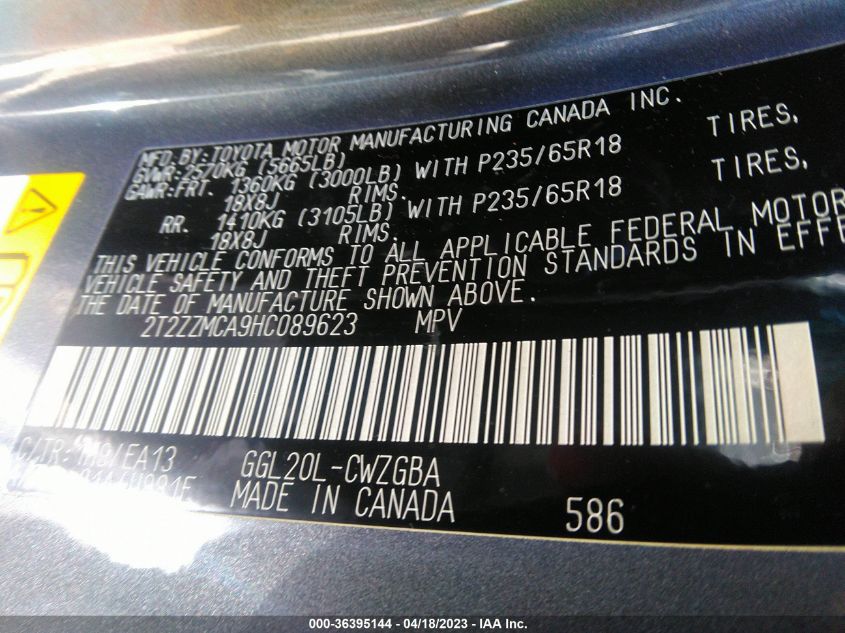 MFD.BY:TOYOTA MOTOR MANUFACTURING CANADA INC.
GVWR:2570KG (5665LB)
GAWR:FRT. 1360KG (3000LB) WITH P235/65R18 TIRES,
18X8J RIMS.
RR. 1410KG (3105LB) WITH P235/65R18 TIRES,
18X8J RIMS.
THIS VEHICLE CONFORMS TO ALL APPLICABLE FEDERAL MOTOR
VEHICLE SAFETY AND THEFT PREVENTION STANDARDS IN EFFE
THE DATE OF MANUFACTURE SHOWN ABOVE.
2T2ZZMCA9HC089623 MPV
C/TR: /EA13
GGL20L-CWZGBA
MADE IN CANADA 586
000-36395144 - 04/18/2023 - IAA Inc.